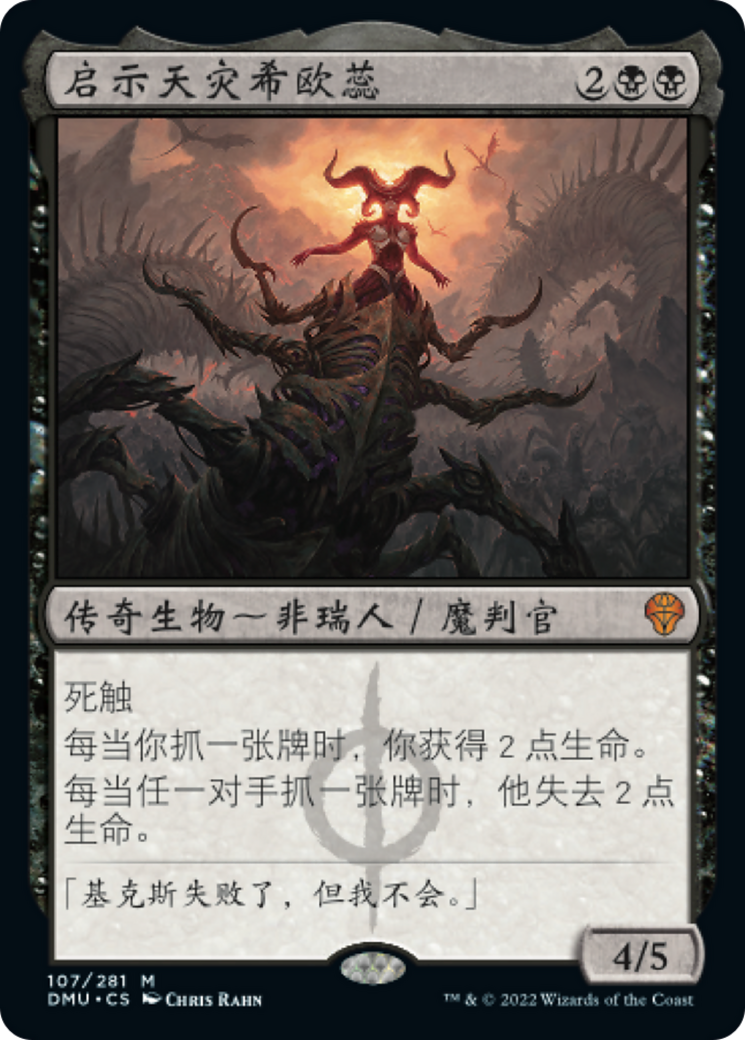 启示天灾希欧蕊 2
传奇生物～非瑞人／魔判官
死触
每当你抓一张牌时，你获得 2 点生命。
每当任一对手抓一张牌时，他失去 2 点
生命。
「基克斯失败了，但我不会。」
4/5
107/281 M
DMU • CS Chris Rahn
™ & © 2022 Wizards of the Coast